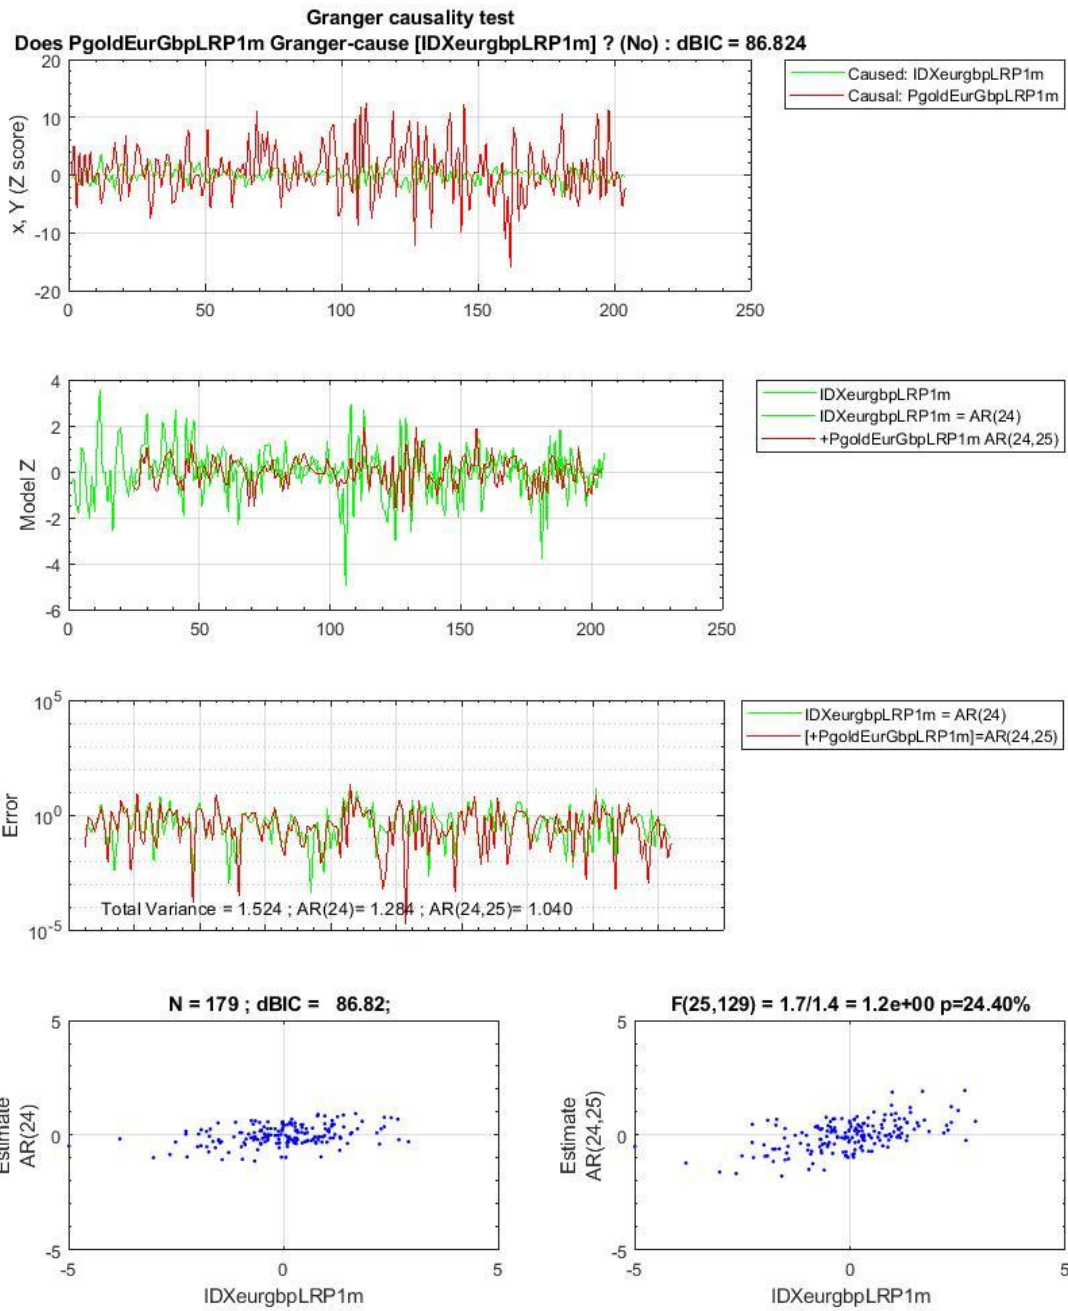 Granger causality test
Does PgoldEurGbpLRP1m Granger-cause [IDXeurgbpLRP1m] ? (No) : dBIC = 86.824
x, Y (Z score)
20
10
0
-10
-20
0 50 100 150 200 250
Caused: IDXeurgbpLRP1m
Causal: PgoldEurGbpLRP1m
Model Z
4
2
0
-2
-4
-6
0 50 100 150 200 250
IDXeurgbpLRP1m
IDXeurgbpLRP1m = AR(24)
+PgoldEurGbpLRP1m AR(24,25)
Error
10^5
10^0
10^-5
Total Variance = 1.524 ; AR(24)= 1.284 ; AR(24,25)= 1.040
IDXeurgbpLRP1m = AR(24)
[+PgoldEurGbpLRP1m]=AR(24,25)
N = 179 ; dBIC = 86.82;
Estimate
AR(24)
5
0
-5
-5 0 5
IDXeurgbpLRP1m
F(25,129) = 1.7/1.4 = 1.2e+00 p=24.40%
Estimate
AR(24,25)
5
0
-5
-5 0 5
IDXeurgbpLRP1m